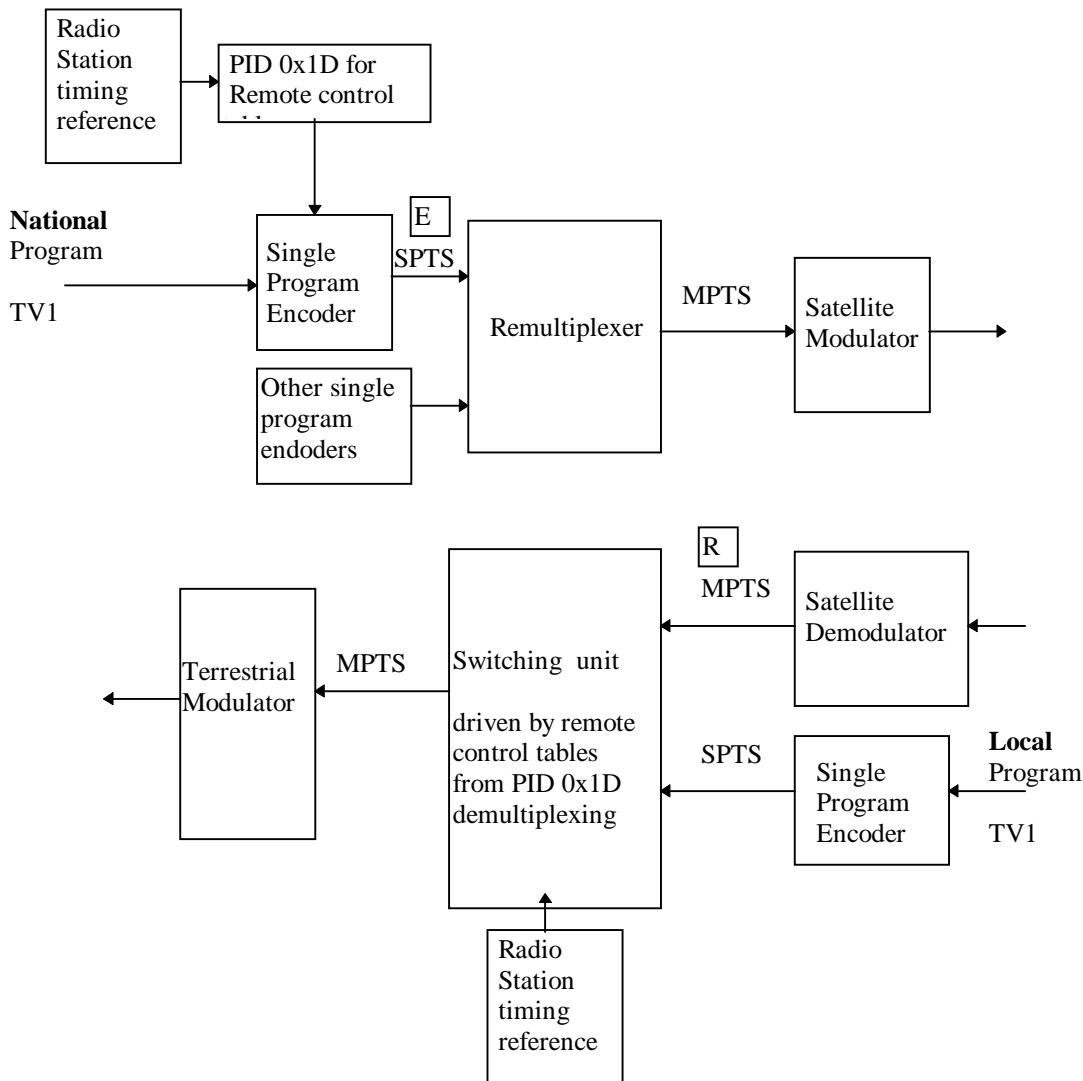 Radio
Station
timing
reference
PID 0x1D for
Remote control
National
Program
TV1
Single
Program
Encoder
E
SPTS
Remultiplexer
MPTS
Satellite
Modulator
Other single
program
endoders
R
MPTS
Satellite
Demodulator
Switching unit
driven by remote
control tables
from PID 0x1D
demultiplexing
MPTS
Terrestrial
Modulator
SPTS
Single
Program
Encoder
Local
Program
TV1
Radio
Station
timing
reference